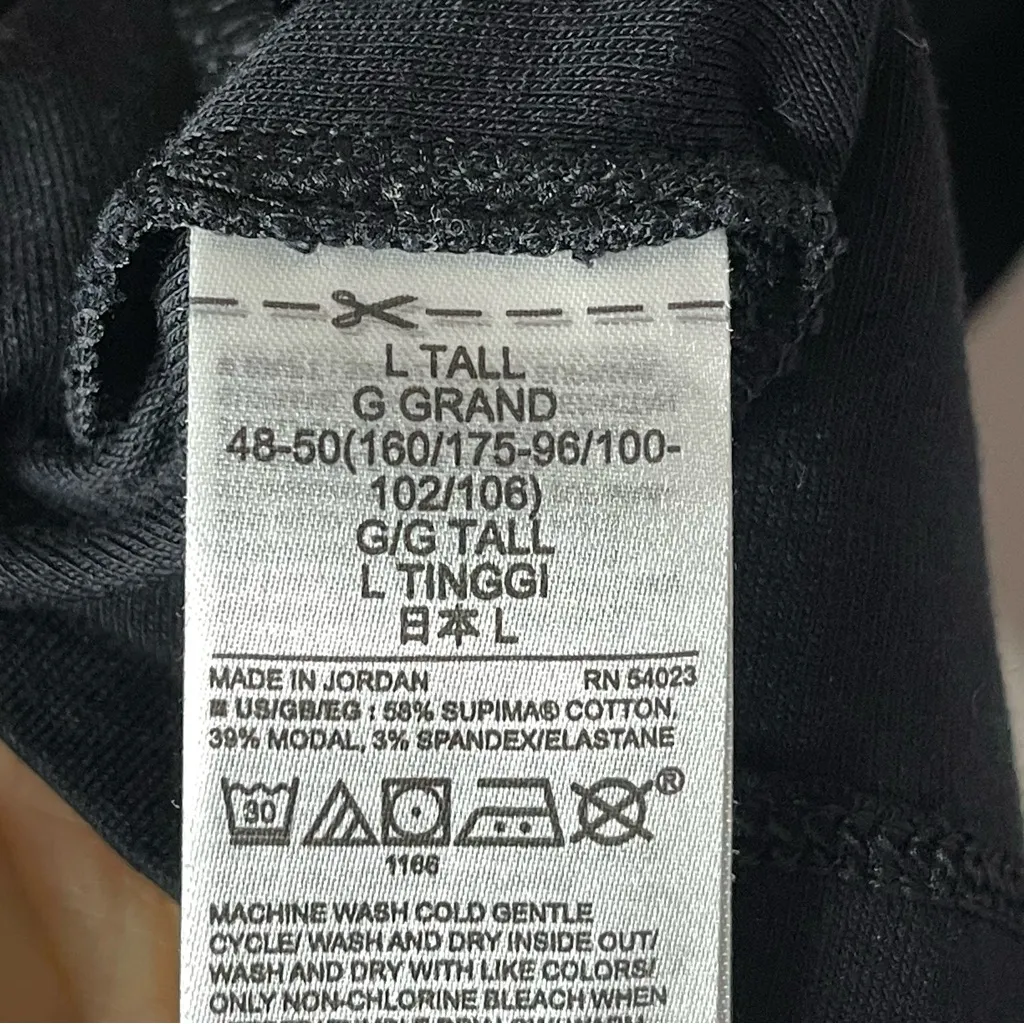 L TALL
G GRAND
48-50(160/175-96/100-
102/106)
G/G TALL
L TINGGI
日本 L
MADE IN JORDAN RN 54023
US/GB/EG : 58% SUPIMA® COTTON,
39% MODAL, 3% SPANDEX/ELASTANE
30
®
1166
MACHINE WASH COLD GENTLE
CYCLE/ WASH AND DRY INSIDE OUT/
WASH AND DRY WITH LIKE COLORS/
ONLY NON-CHLORINE BLEACH WHEN